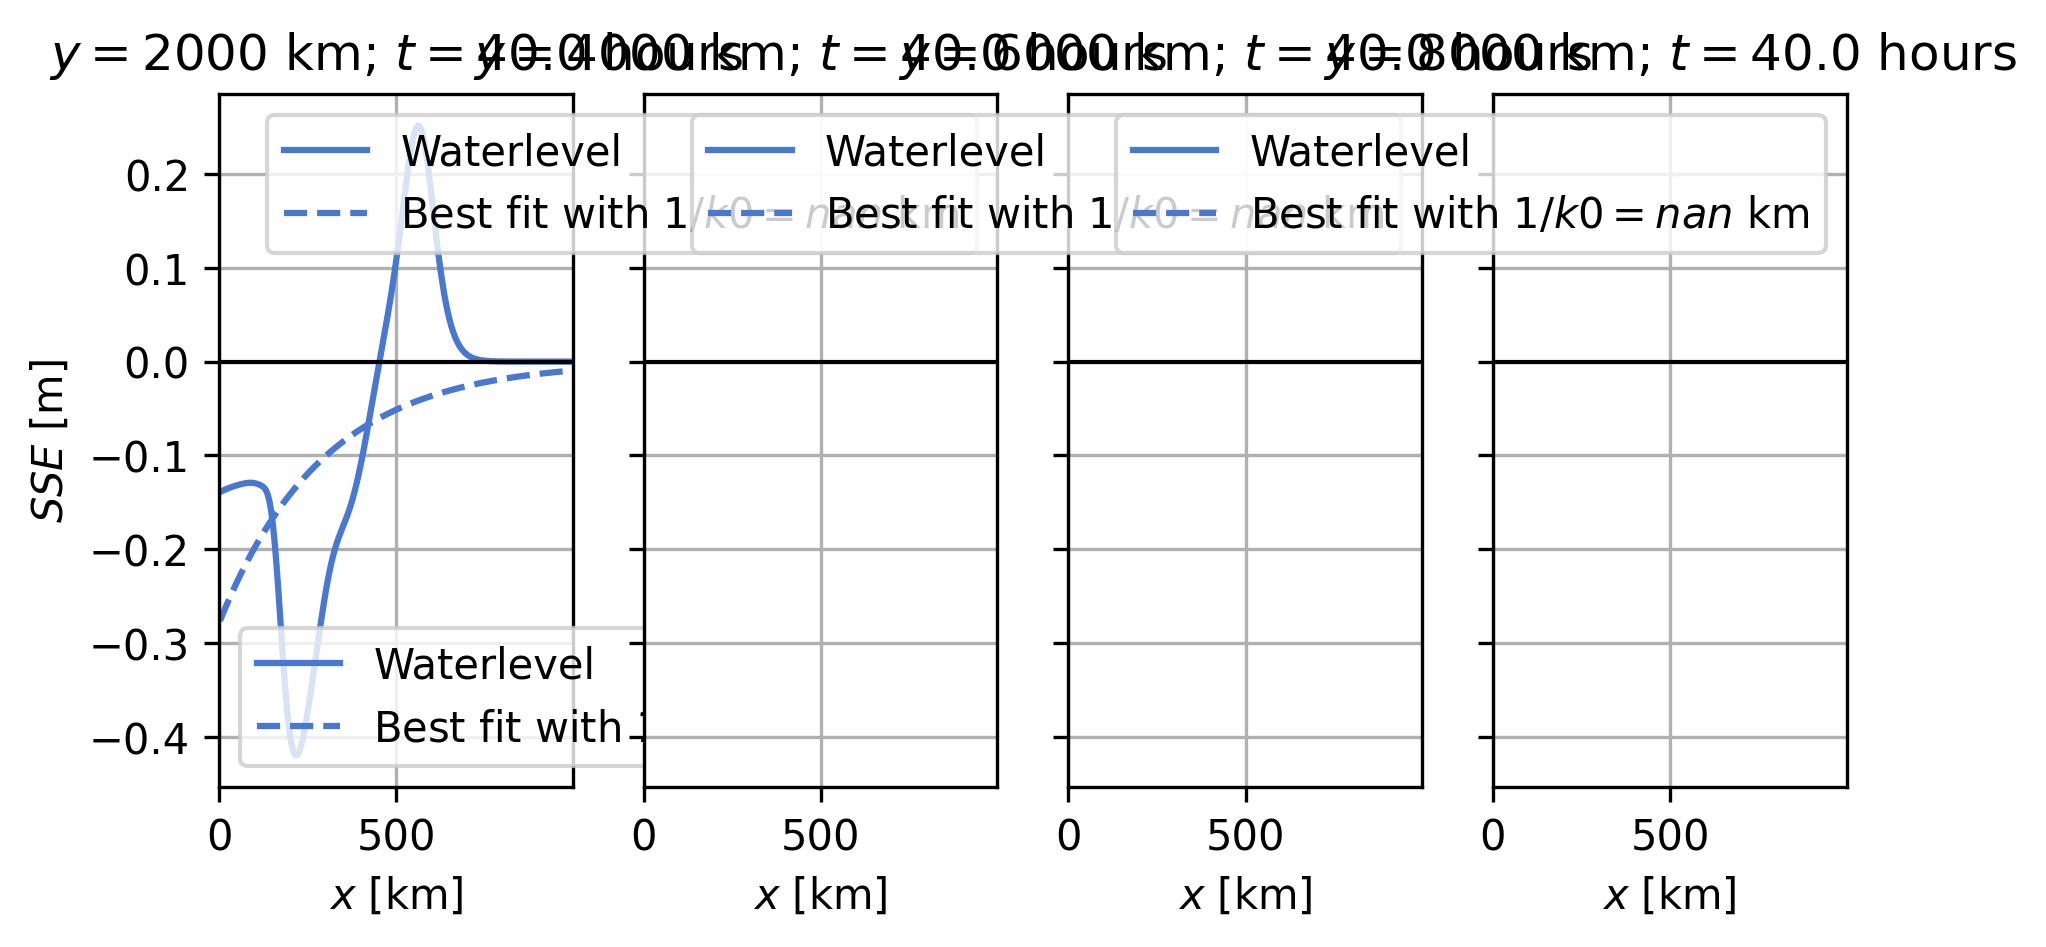 y = 2000 km; t = 40.0 hours
y = 4000 km; t = 40.0 hours
y = 6000 km; t = 40.0 hours
y = 8000 km; t = 40.0 hours
SSE [m]
0.2
0.1
0.0
−0.1
−0.2
−0.3
−0.4
Waterlevel
Best fit with 1/k0 = nan km
Waterlevel
Best fit with 1/k0 = nan km
Waterlevel
Best fit with 1/k0 = nan km
Waterlevel
Best fit with
0
500
0
500
0
500
0
500
x [km]
x [km]
x [km]
x [km]